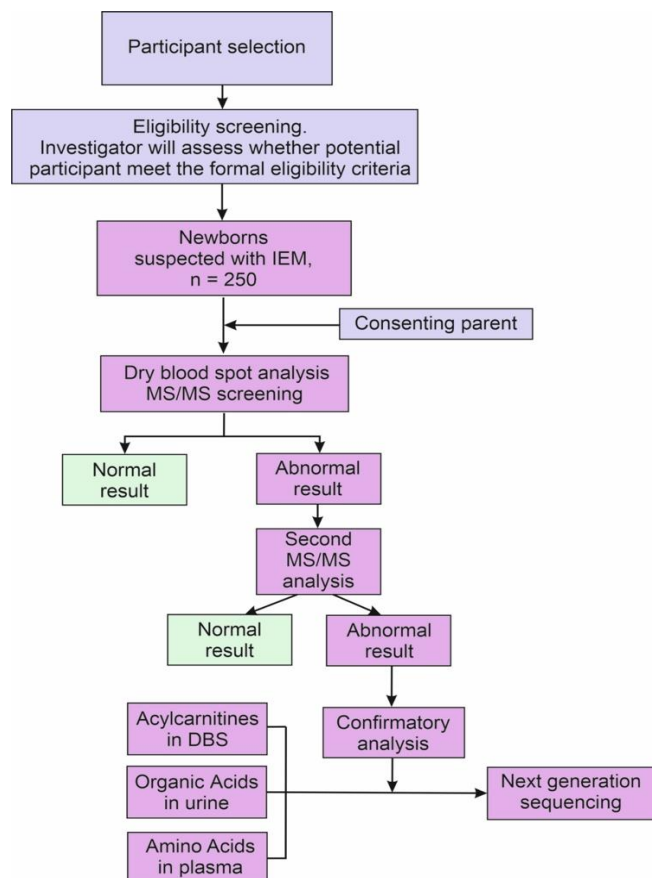 Participant selection
Eligibility screening.
Investigator will assess whether potential
participant meet the formal eligibility criteria
Newborns
suspected with IEM,
n = 250
Consenting parent
Dry blood spot analysis
MS/MS screening
Normal
result
Abnormal
result
Second
MS/MS
analysis
Normal
result
Abnormal
result
Acylcarnitines
in DBS
Confirmatory
analysis
Organic Acids
in urine
Next generation
sequencing
Amino Acids
in plasma